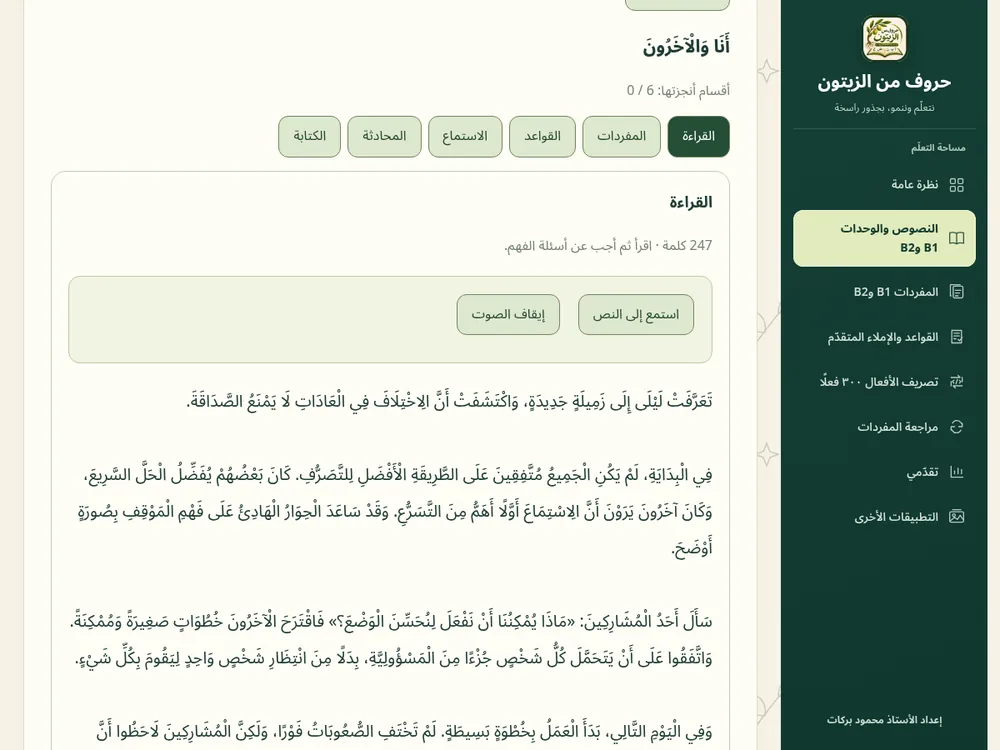 حروف من الزيتون
نتعلّم وننمو، بجذور راسخة
مساحة التعلّم
نظرة عامة
النصوص والوحدات
B1 وB2
المفردات B1 وB2
القواعد والإملاء المتقدّم
تصريف الأفعال ٣٠٠ فعلًا
مراجعة المفردات
تقدّمي
التطبيقات الأخرى
إعداد الأستاذ محمود بركات
أَنَا وَالْآخَرُونَ
أقسام أنجزتها: 6 / 0
القراءة
المفردات
القواعد
الاستماع
المحادثة
الكتابة
القراءة
247 كلمة · اقرأ ثم أجب عن أسئلة الفهم.
استمع إلى النص
إيقاف الصوت
تَعَرَّفَتْ لَيْلَى إِلَى زَمِيلَةٍ جَدِيدَةٍ، وَاكْتَشَفَتْ أَنَّ الِاخْتِلَافَ فِي الْعَادَاتِ لَا يَمْنَعُ الصَّدَاقَةَ.
فِي الْبِدَايَةِ، لَمْ يَكُنِ الْجَمِيعُ مُتَّفِقِينَ عَلَى الطَّرِيقَةِ الْأَفْضَلِ لِلتَّصَرُّفِ. كَانَ بَعْضُهُمْ يُفَضِّلُ الْحَلَّ السَّرِيعَ،
وَكَانَ آخَرُونَ يَرَوْنَ أَنَّ الِاسْتِمَاعَ أَوَّلًا أَهَمُّ مِنَ التَّسَرُّعِ. وَقَدْ سَاعَدَ الْحِوَارُ الْهَادِئُ عَلَى فَهْمِ الْمَوْقِفِ بِصُورَةٍ
أَوْضَحَ.
سَأَلَ أَحَدُ الْمُشَارِكِينَ: «مَاذَا يُمْكِنُنَا أَنْ نَفْعَلَ لِنُحَسِّنَ الْوَضْعَ؟» فَاقْتَرَحَ الْآخَرُونَ خُطُوَاتٍ صَغِيرَةً وَمُمْكِنَةً.
وَاتَّفَقُوا عَلَى أَنْ يَتَحَمَّلَ كُلُّ شَخْصٍ جُزْءًا مِنَ الْمَسْؤُولِيَّةِ، بَدَلًا مِنَ انْتِظَارِ شَخْصٍ وَاحِدٍ لِيَقُومَ بِكُلِّ شَيْءٍ.
وَفِي الْيَوْمِ التَّالِي، بَدَأَ الْعَمَلُ بِخُطْوَةٍ بَسِيطَةٍ. لَمْ تَخْتَفِ الصُّعُوبَاتُ فَوْرًا، وَلَكِنَّ الْمُشَارِكِينَ لَاحَظُوا أَنَّ